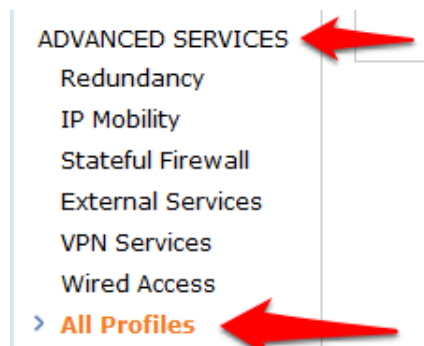 ADVANCED SERVICES
Redundancy
IP Mobility
Stateful Firewall
External Services
VPN Services
Wired Access
> All Profiles